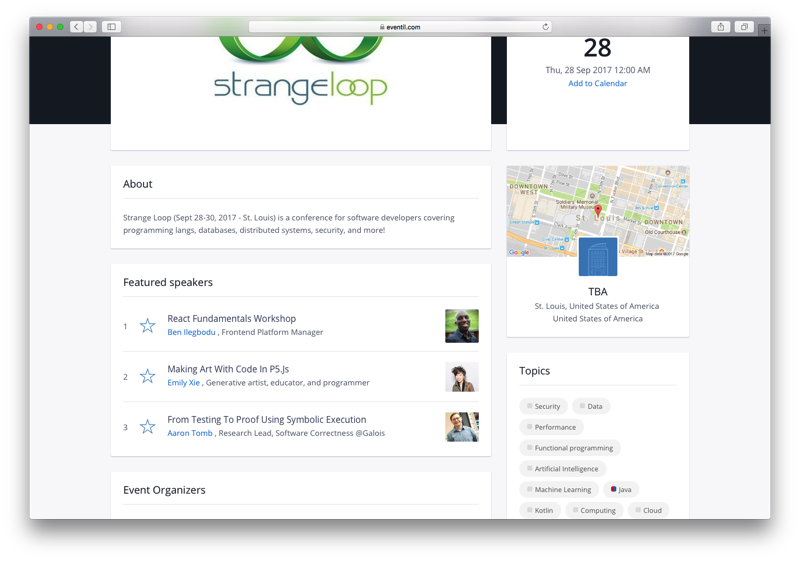 eventil.com
strangeloop
28
Thu, 28 Sep 2017 12:00 AM
Add to Calendar
About
Strange Loop (Sept 28-30, 2017 - St. Louis) is a conference for software developers covering
programming langs, databases, distributed systems, security, and more!
Featured speakers
1
React Fundamentals Workshop
Ben Ilegbodu , Frontend Platform Manager
2
Making Art With Code In P5.Js
Emily Xie , Generative artist, educator, and programmer
3
From Testing To Proof Using Symbolic Execution
Aaron Tomb , Research Lead, Software Correctness @Galois
Event Organizers
DOWNTOWN
WEST
Soldiers Memorial
Military Museum
St. Louis
DOWNTOWN
Old Courthouse
Google
Map data ©2017 Google
TBA
St. Louis, United States of America
United States of America
Topics
Security
Data
Performance
Functional programming
Artificial Intelligence
Machine Learning
Java
Kotlin
Computing
Cloud